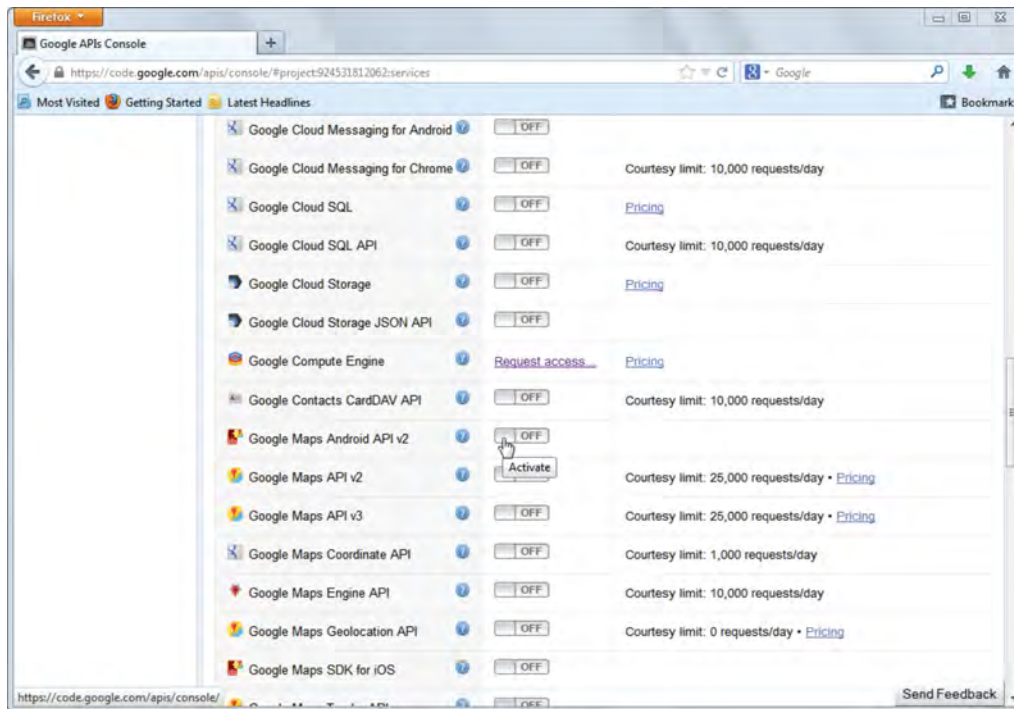 Firefox
Google APIs Console
https://code.google.com/apis/console/#project:924531812062:services
Google
Most Visited Getting Started Latest Headlines Bookmark
Google Cloud Messaging for Android OFF
Google Cloud Messaging for Chrome OFF Courtesy limit: 10,000 requests/day
Google Cloud SQL OFF Pricing
Google Cloud SQL API OFF Courtesy limit: 10,000 requests/day
Google Cloud Storage OFF Pricing
Google Cloud Storage JSON API OFF
Google Compute Engine Request access... Pricing
Google Contacts CardDAV API OFF Courtesy limit: 10,000 requests/day
Google Maps Android API v2 OFF
Activate
Google Maps API v2 Courtesy limit: 25,000 requests/day • Pricing
Google Maps API v3 OFF Courtesy limit: 25,000 requests/day • Pricing
Google Maps Coordinate API OFF Courtesy limit: 1,000 requests/day
Google Maps Engine API OFF Courtesy limit: 10,000 requests/day
Google Maps Geolocation API OFF Courtesy limit: 0 requests/day • Pricing
Google Maps SDK for iOS OFF
https://code.google.com/apis/console/ OFF Send Feedback